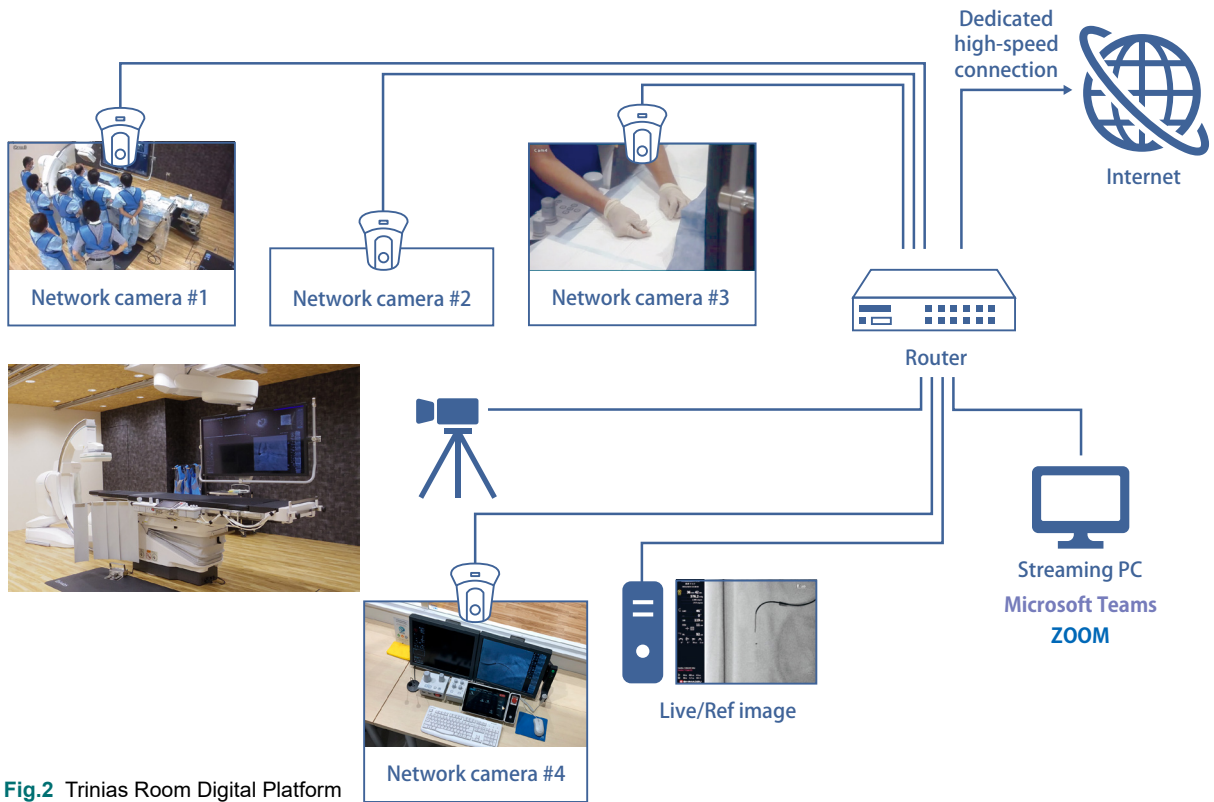 Dedicated
high-speed
connection
Internet
Network camera #1
Network camera #2
Network camera #3
Router
Streaming PC
Microsoft Teams
ZOOM
Live/Ref image
Network camera #4
Fig.2 Trinias Room Digital Platform